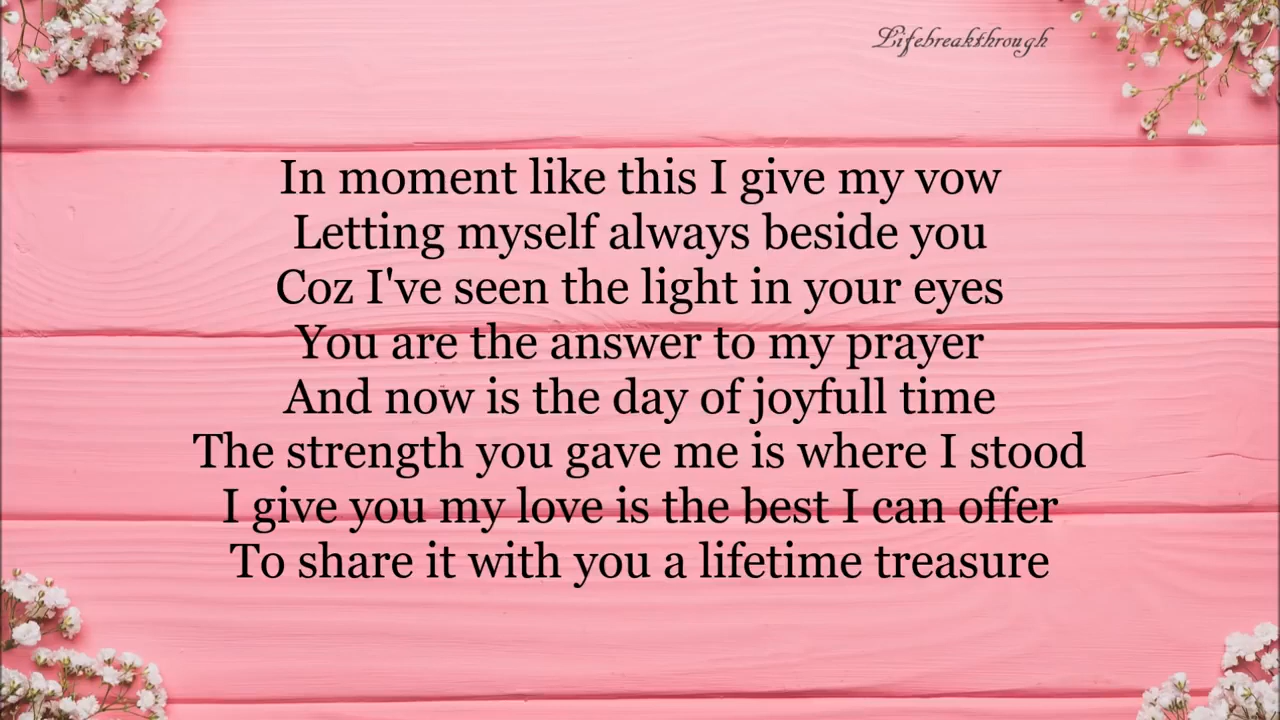 Lifebreakthrough
In moment like this I give my vow
Letting myself always beside you
Coz I've seen the light in your eyes
You are the answer to my prayer
And now is the day of joyfull time
The strength you gave me is where I stood
I give you my love is the best I can offer
To share it with you a lifetime treasure